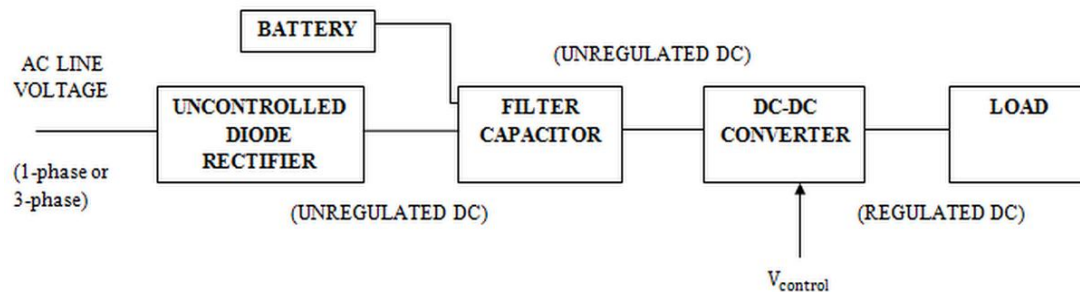 BATTERY
(UNREGULATED DC)
AC LINE
VOLTAGE
UNCONTROLLED
DIODE
RECTIFIER
FILTER
CAPACITOR
DC-DC
CONVERTER
LOAD
(1-phase or
3-phase)
(UNREGULATED DC)
(REGULATED DC)
Vcontrol